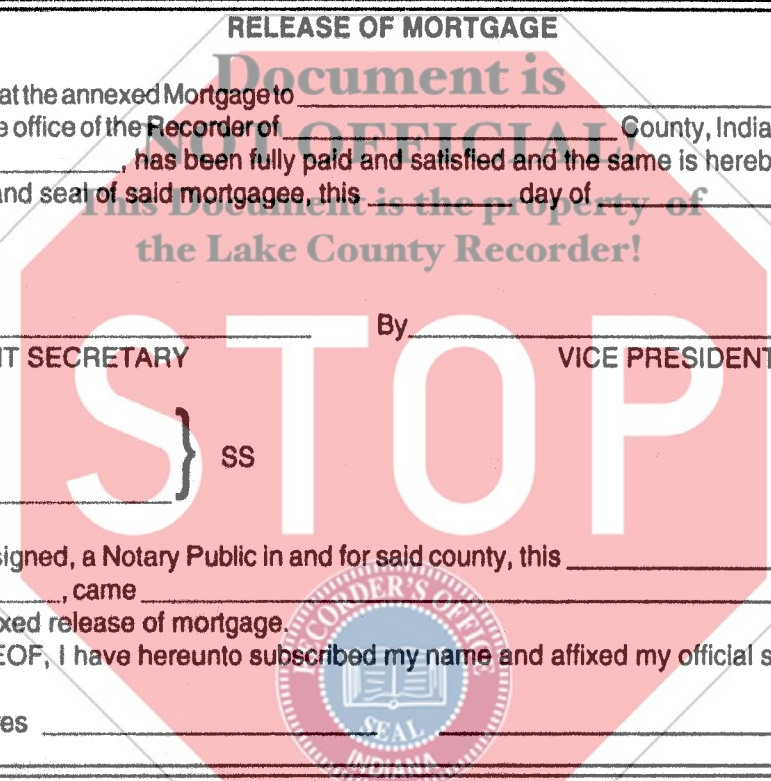 RELEASE OF MORTGAGE
Document is
at the annexed Mortgage to
e office of the Recorder of County, India
NOT OFFICIAL!
, has been fully paid and satisfied and the same is hereb
and seal of said mortgagee, this day of
This Document is the property of
the Lake County Recorder!
By
T SECRETARY VICE PRESIDENT
STOP
} SS
signed, a Notary Public in and for said county, this
, came
xed release of mortgage.
EOF, I have hereunto subscribed my name and affixed my official s
es
RECORDER'S OFFICE
SEAL
INDIANA